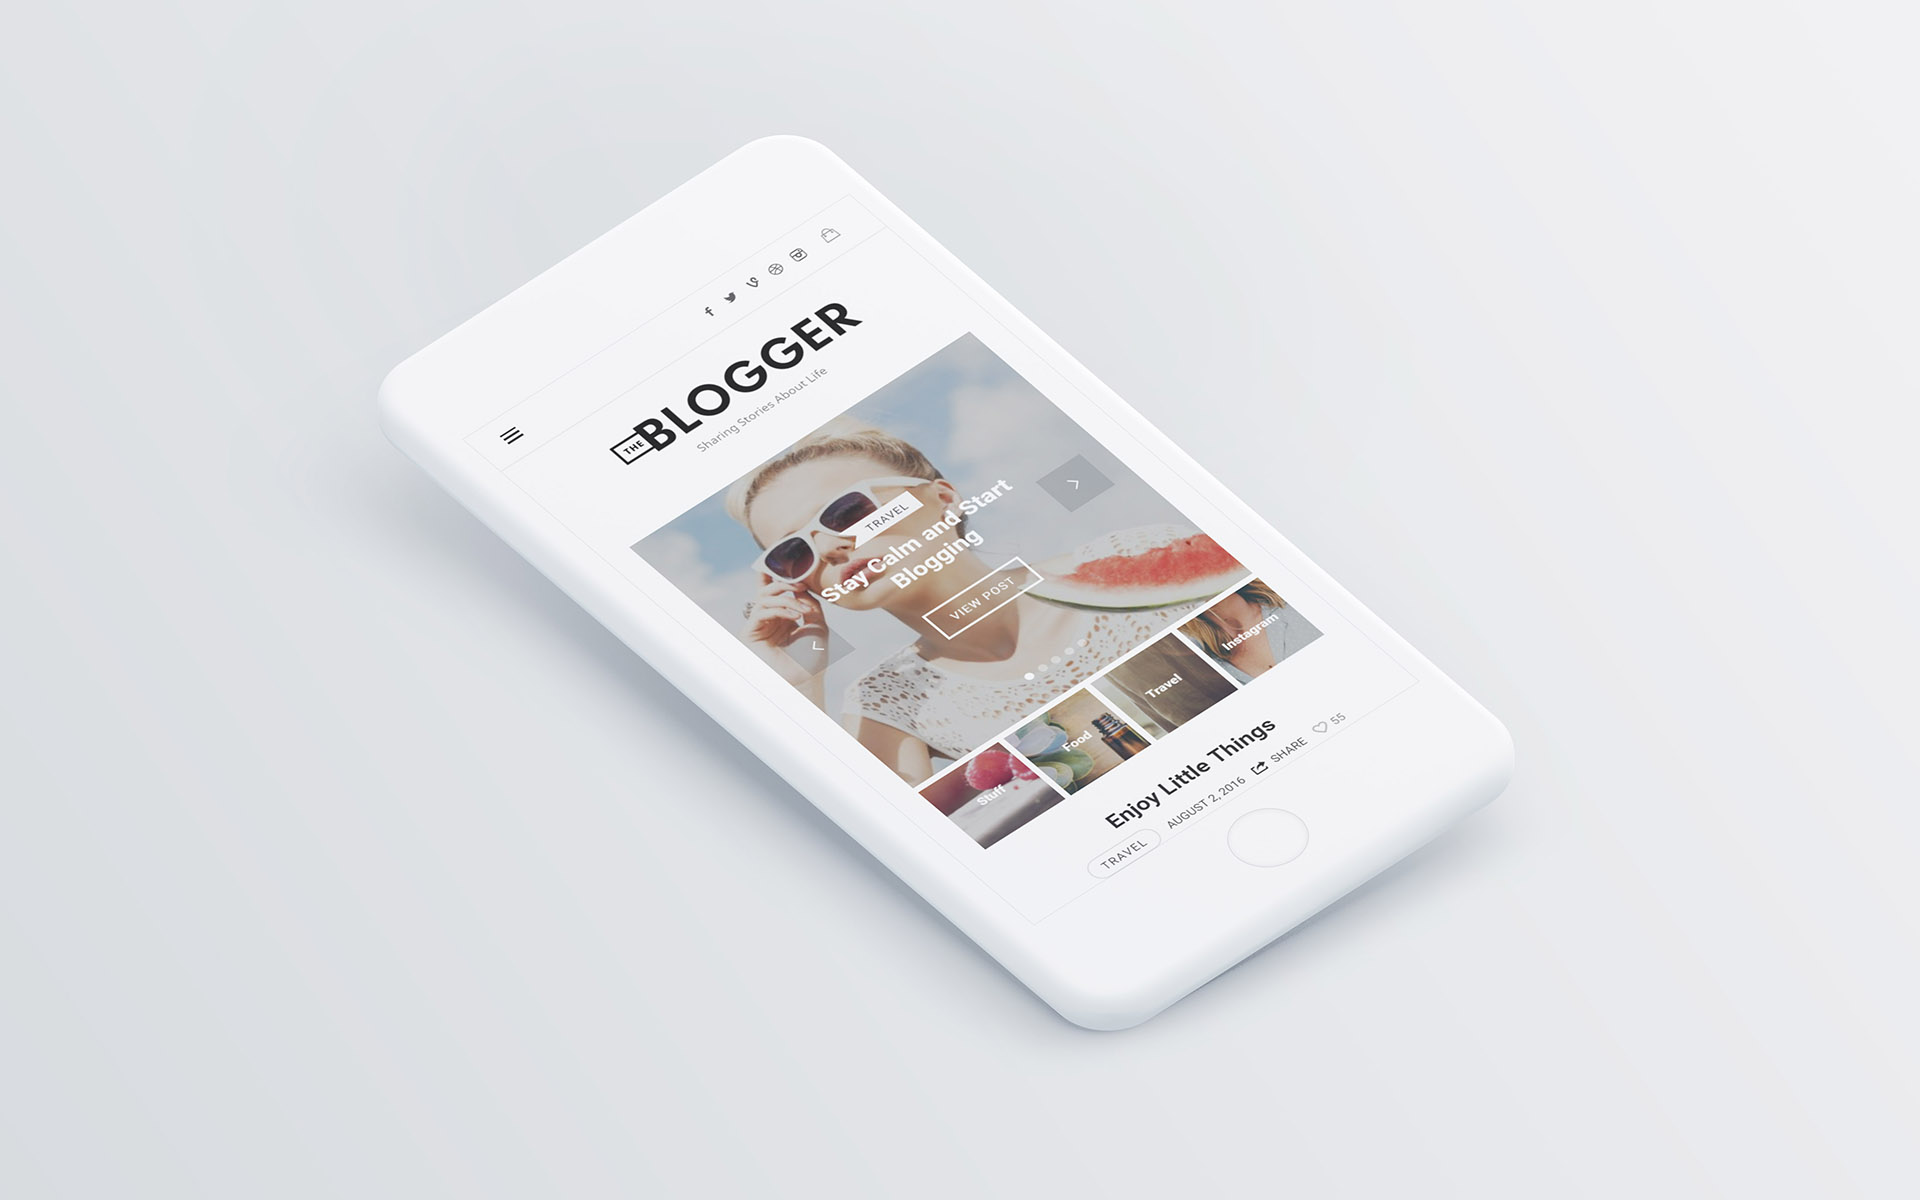 THE BLOGGER
Sharing Stories About Life
TRAVEL
Stay Calm and Start
Blogging
VIEW POST
Stuff
Food
Travel
Instagram
Enjoy Little Things
TRAVEL AUGUST 2, 2016 SHARE 55